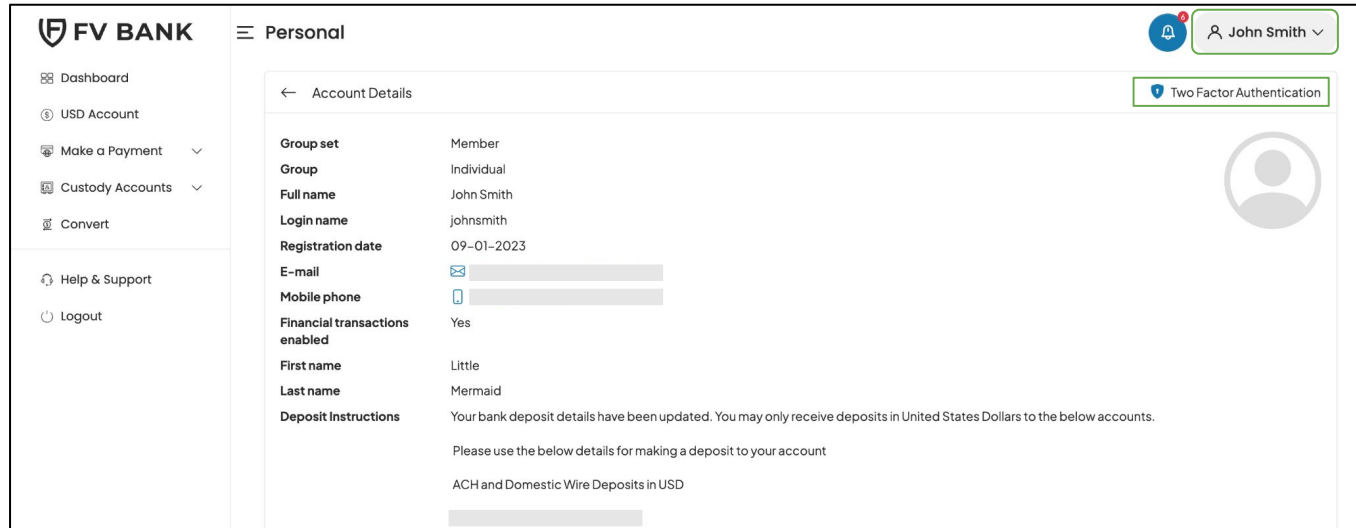 FV BANK
Personal
6
John Smith
Dashboard
USD Account
Make a Payment
Custody Accounts
Convert
Help & Support
Logout
Account Details
Two Factor Authentication
Group set Member
Group Individual
Full name John Smith
Login name johnsmith
Registration date 09-01-2023
E-mail
Mobile phone
Financial transactions Yes
enabled
First name Little
Last name Mermaid
Deposit Instructions Your bank deposit details have been updated. You may only receive deposits in United States Dollars to the below accounts.
Please use the below details for making a deposit to your account
ACH and Domestic Wire Deposits in USD